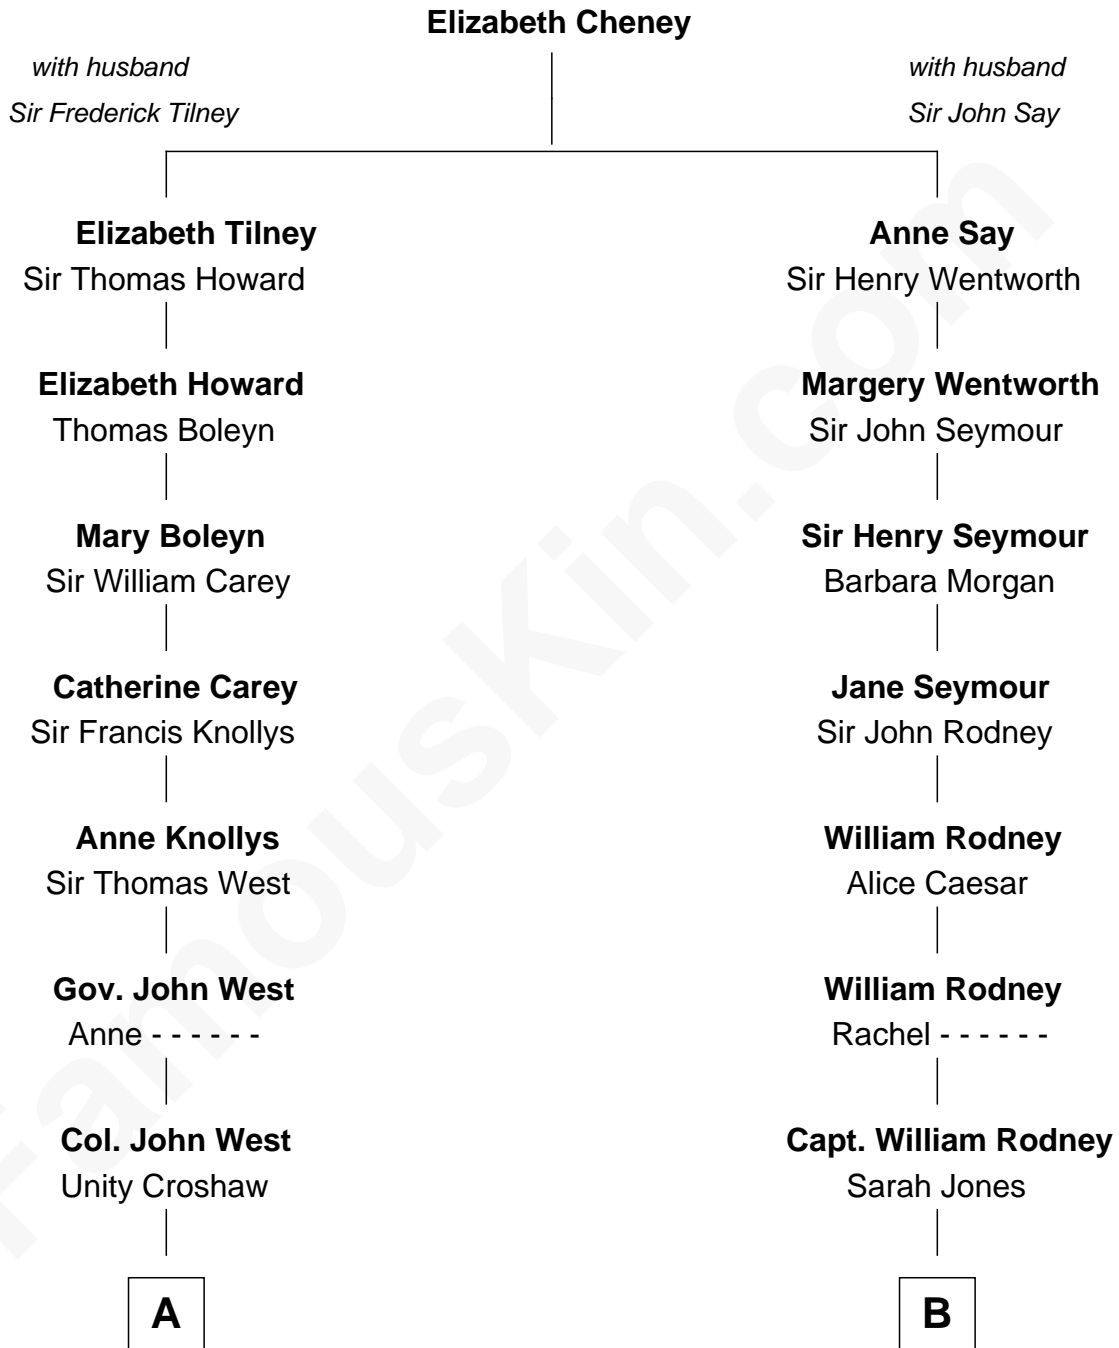 Elizabeth Cheney
with husband
Sir Frederick Tilney
with husband
Sir John Say
Elizabeth Tilney
Sir Thomas Howard
Anne Say
Sir Henry Wentworth
Elizabeth Howard
Thomas Boleyn
Margery Wentworth
Sir John Seymour
Mary Boleyn
Sir William Carey
Sir Henry Seymour
Barbara Morgan
Catherine Carey
Sir Francis Knollys
Jane Seymour
Sir John Rodney
Anne Knollys
Sir Thomas West
William Rodney
Alice Caesar
Gov. John West
Anne - - - - - -
William Rodney
Rachel - - - - - -
Col. John West
Unity Croshaw
Capt. William Rodney
Sarah Jones
A
B
FamousKin.com